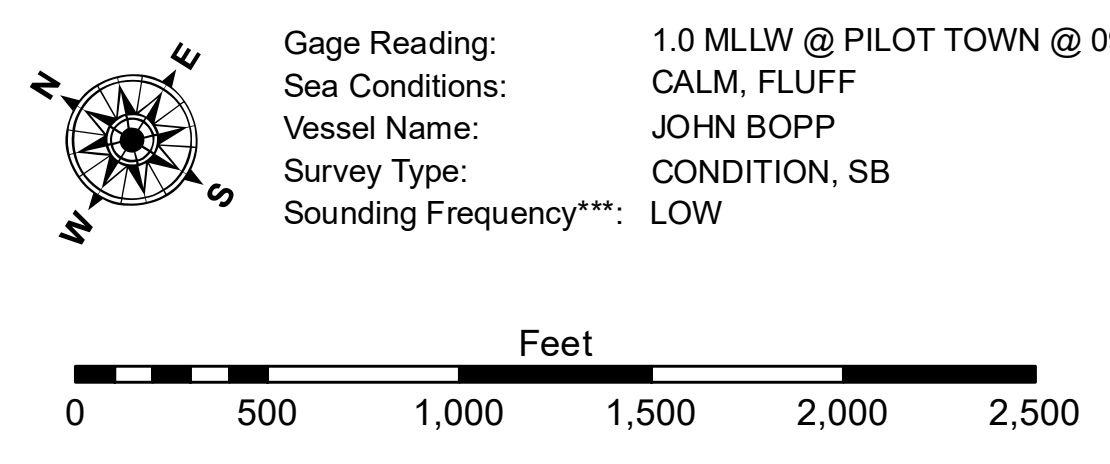 N
E
S
W
Gage Reading: 1.0 MLLW @ PILOT TOWN @ 0
Sea Conditions: CALM, FLUFF
Vessel Name: JOHN BOPP
Survey Type: CONDITION, SB
Sounding Frequency***: LOW
Feet
0 500 1,000 1,500 2,000 2,500